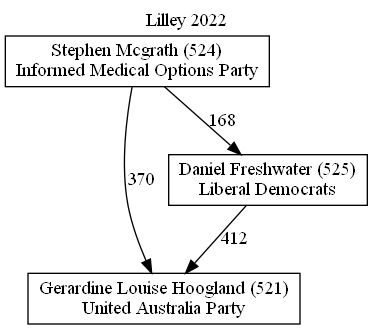 Lilley 2022
Stephen Mcgrath (524)
Informed Medical Options Party
168
Daniel Freshwater (525)
Liberal Democrats
370
412
Gerardine Louise Hoogland (521)
United Australia Party